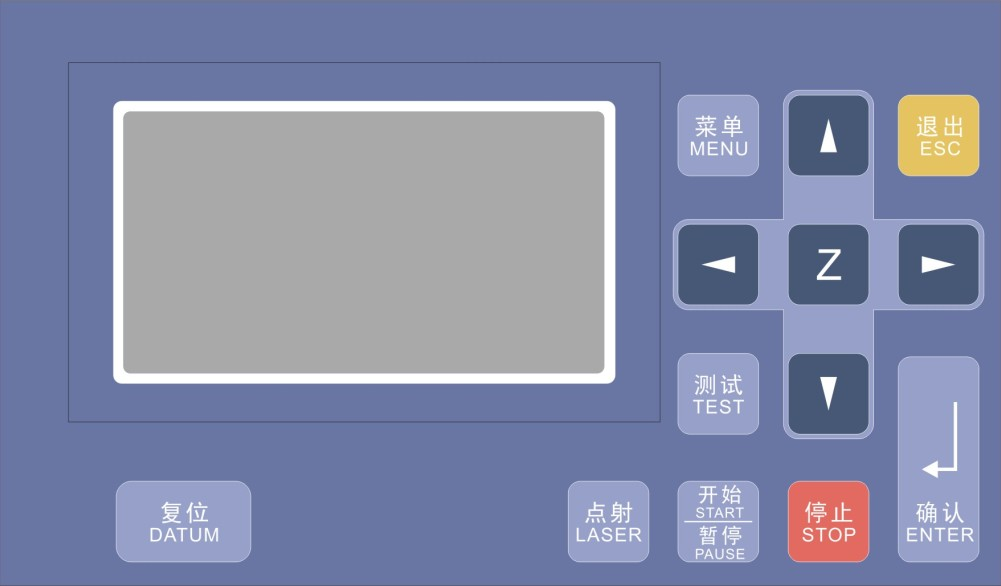 菜单
MENU
退出
ESC
Z
测试
TEST
复位
DATUM
点射
LASER
开始
START
暂停
PAUSE
停止
STOP
确认
ENTER